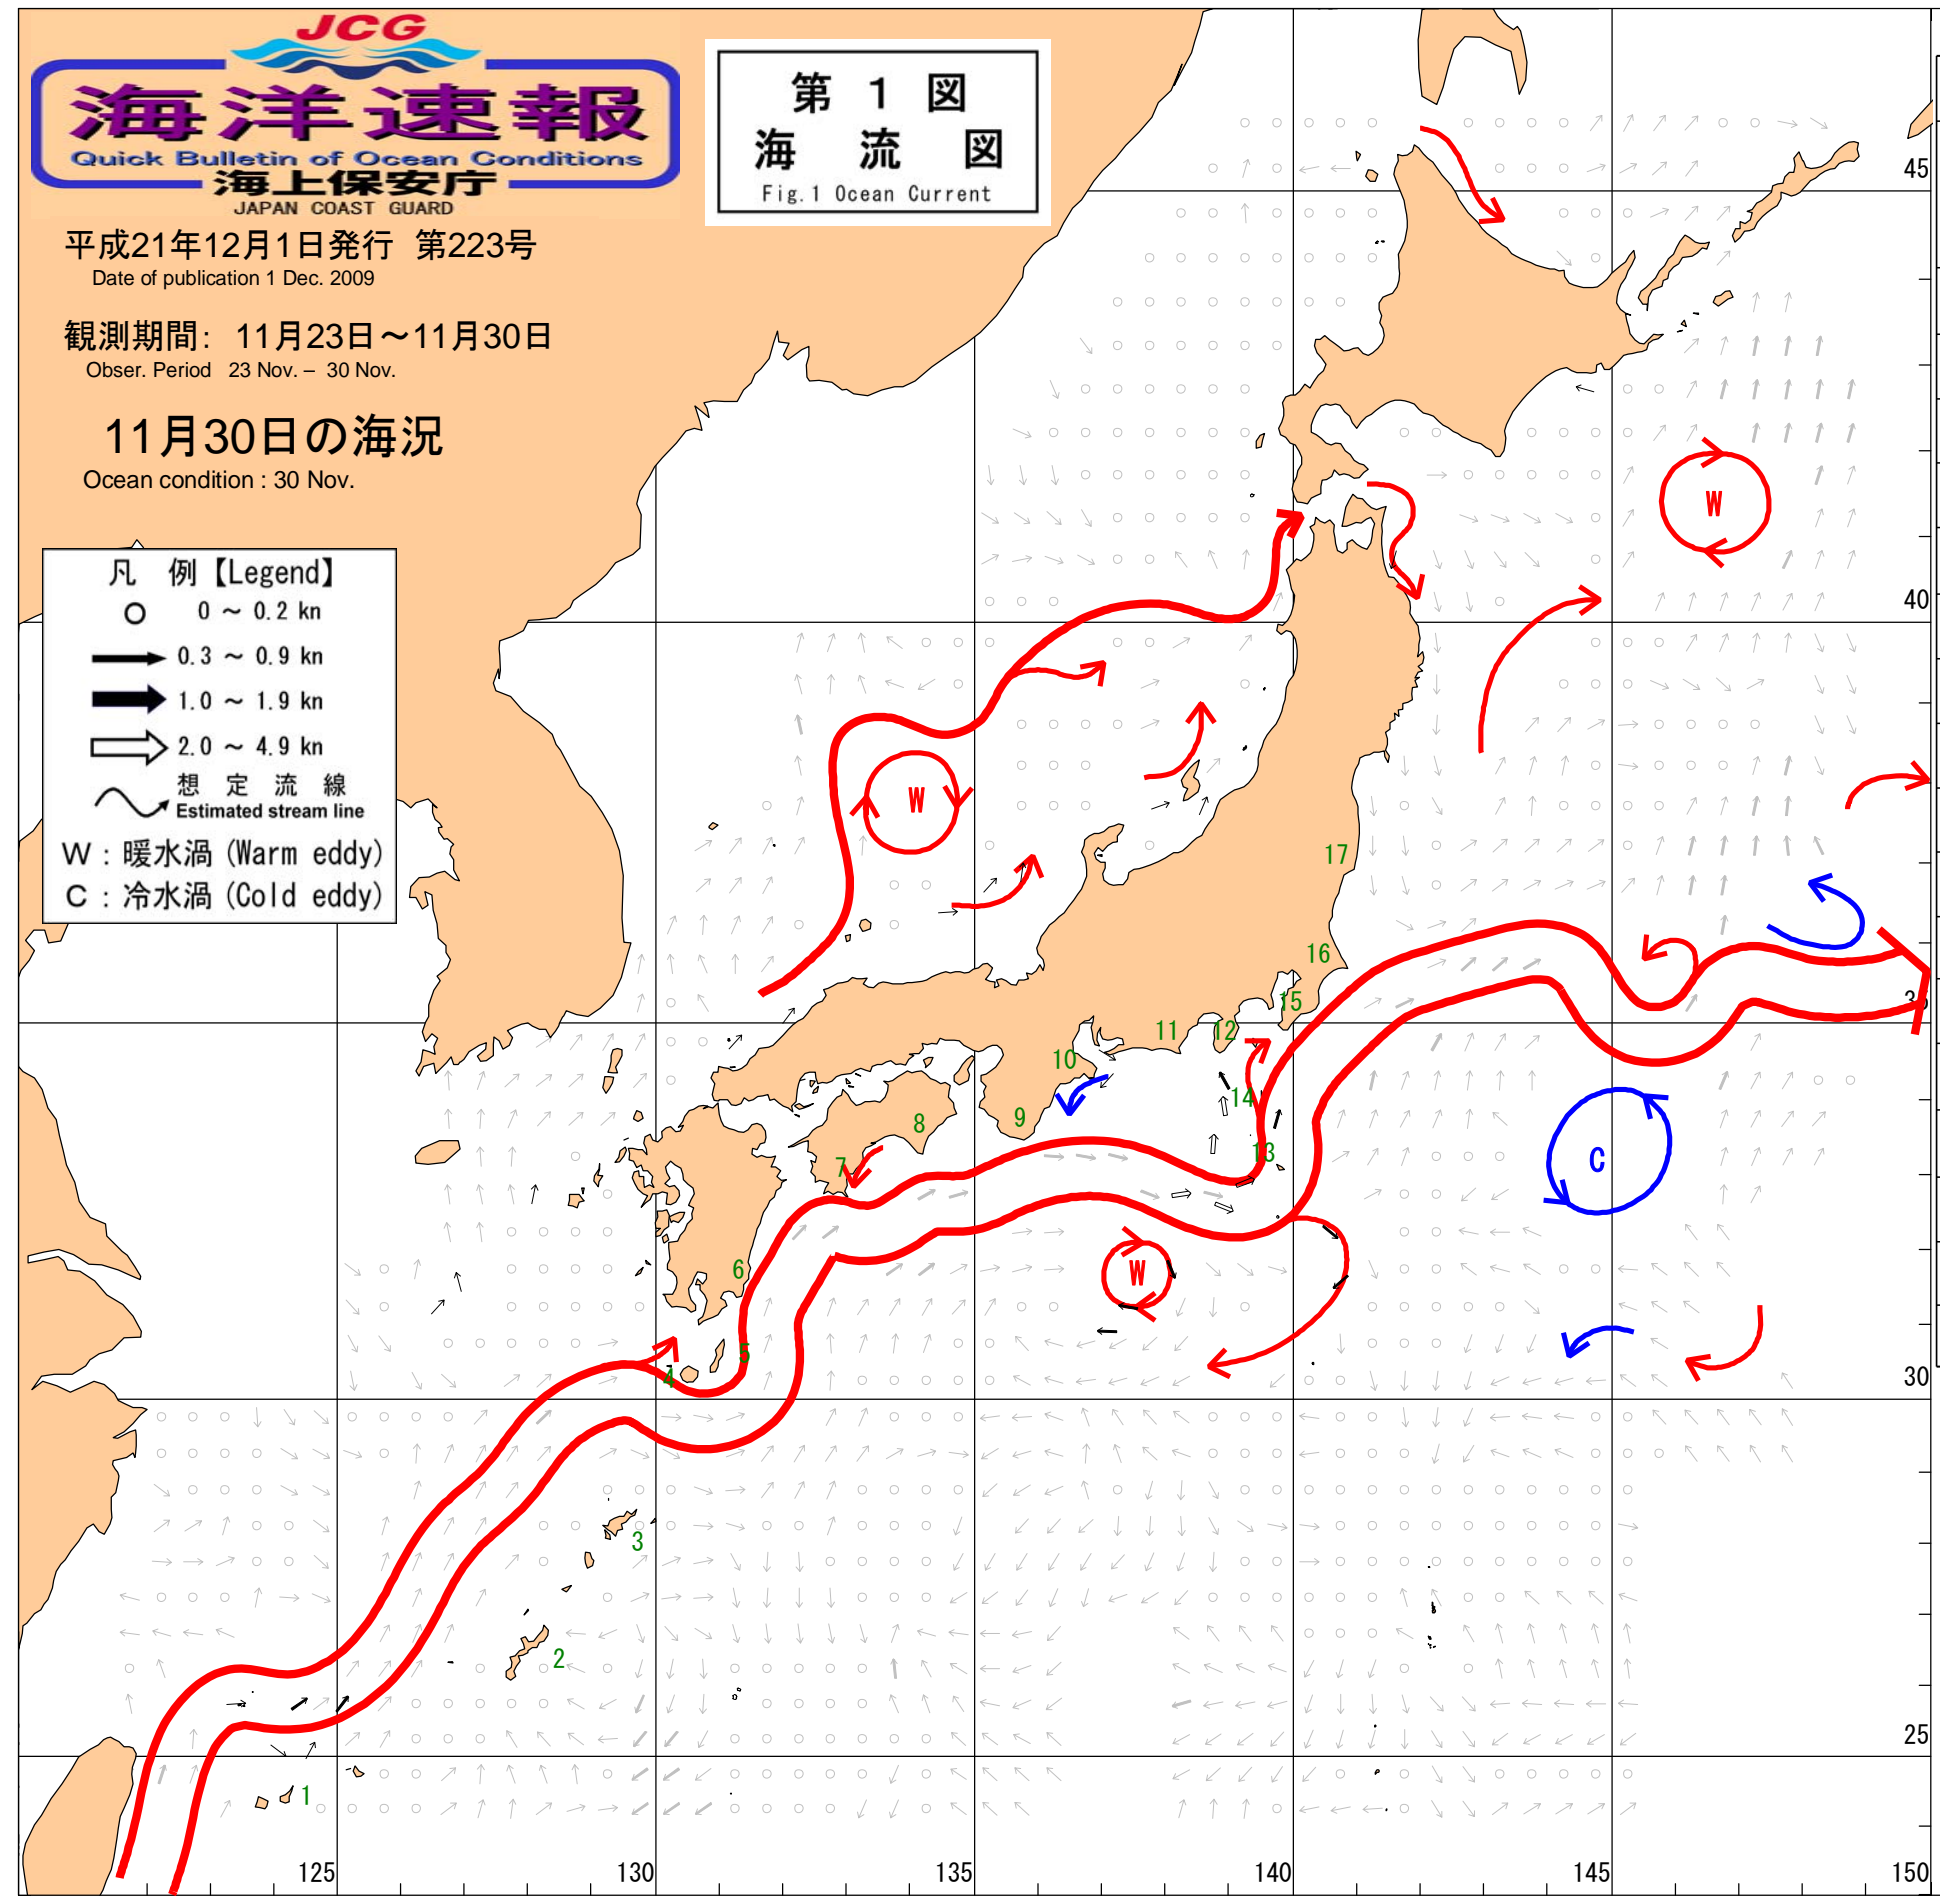 JCG
海洋速報
Quick Bulletin of Ocean Conditions
海上保安庁
JAPAN COAST GUARD
平成21年12月1日発行 第223号
Date of publication 1 Dec. 2009
観測期間: 11月23日～11月30日
Obser. Period 23 Nov. – 30 Nov.
11月30日の海況
Ocean condition : 30 Nov.
第 1 図
海 流 図
Fig.1 Ocean Current
凡 例【Legend】
0 ～ 0.2 kn
0.3 ～ 0.9 kn
1.0 ～ 1.9 kn
2.0 ～ 4.9 kn
想 定 流 線
Estimated stream line
W : 暖水渦 (Warm eddy)
C : 冷水渦 (Cold eddy)
45
W
40
W
17
16
15
35
11
12
10
14
9
8
13
7
C
6
W
5
4
30
3
2
25
1
125
130
135
140
145
150